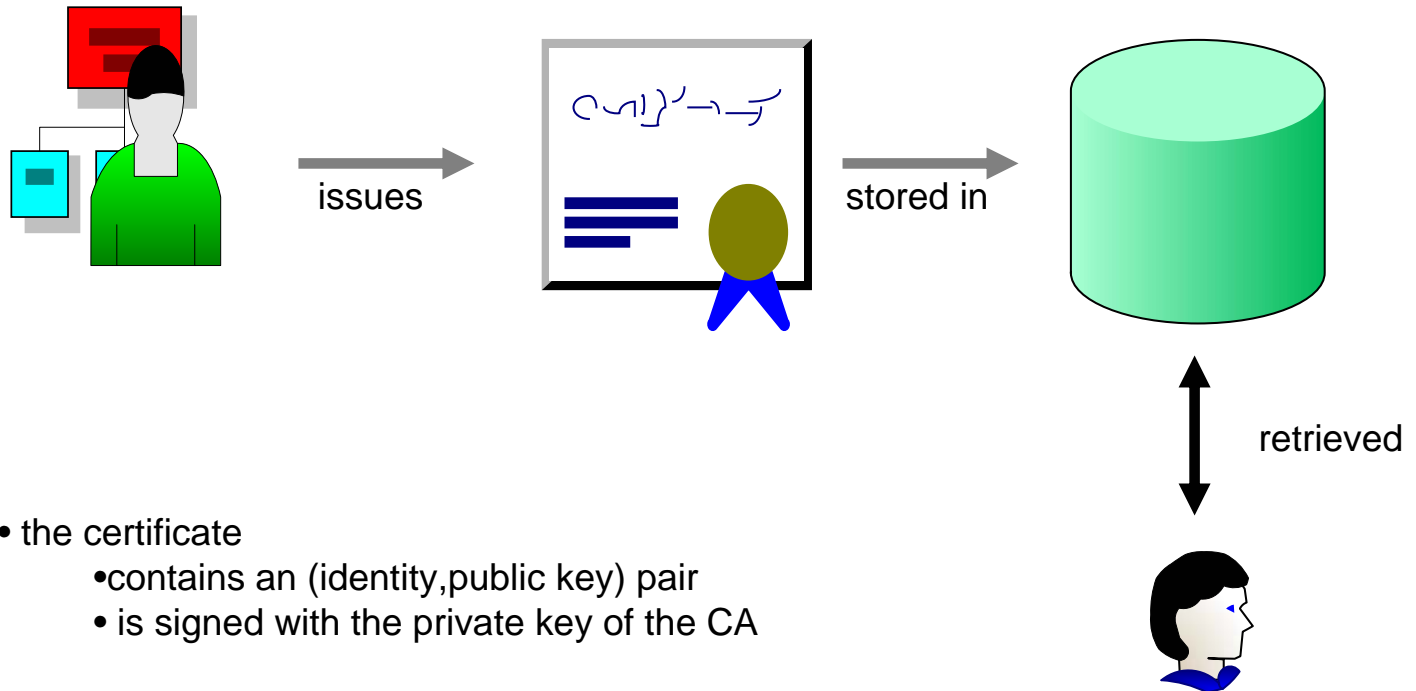 issues
stored in
retrieved
• the certificate
•contains an (identity,public key) pair
• is signed with the private key of the CA